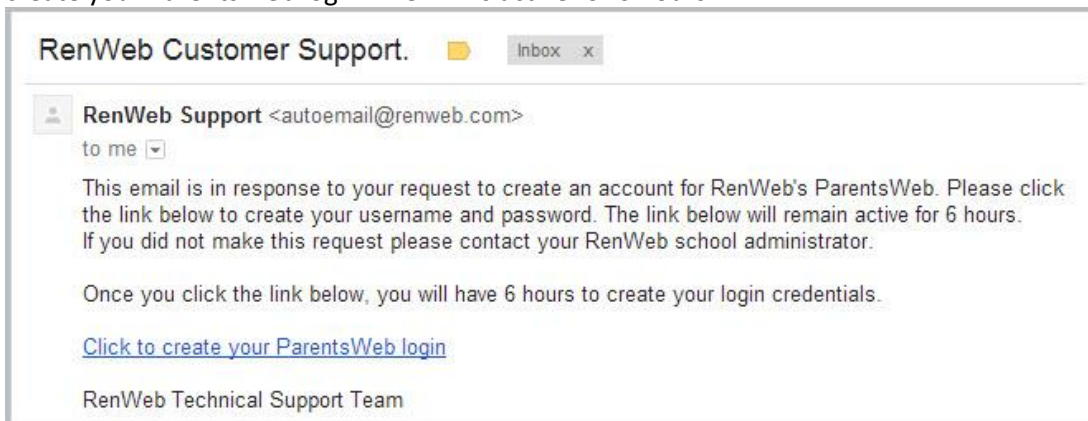 RenWeb Customer Support. Inbox x
RenWeb Support <autoemail@renweb.com>
to me
This email is in response to your request to create an account for RenWeb's ParentsWeb. Please click
the link below to create your username and password. The link below will remain active for 6 hours.
If you did not make this request please contact your RenWeb school administrator.
Once you click the link below, you will have 6 hours to create your login credentials.
Click to create your ParentsWeb login
RenWeb Technical Support Team